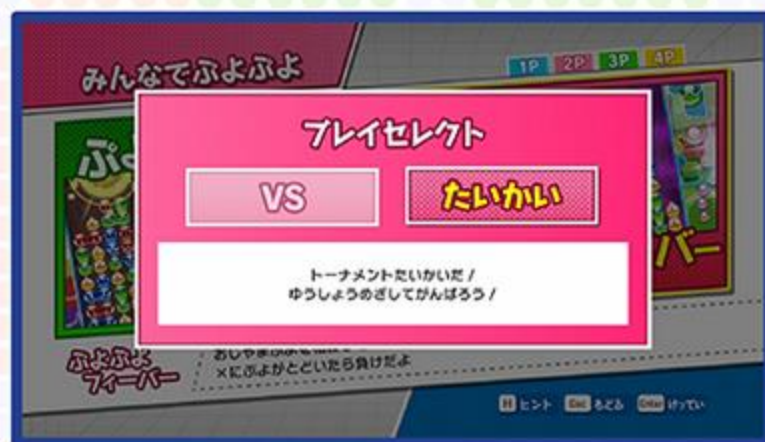 みんなでぷよぷよ
1P 2P 3P 4P
プレイセレクト
VS
たいかい
トーナメントたいかいだ!
ゆうしょうめざしてがんばろう!
ぷよぷよ
フィーバー
×にぷよがとどいたら負けだよ
H ヒント Esc もどる Enter けってい